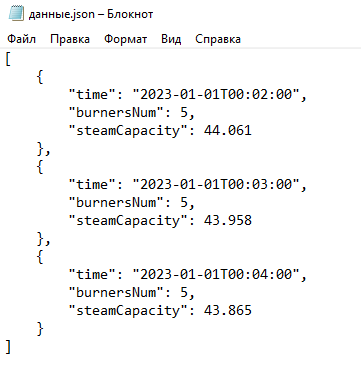 данные.json – Блокнот
Файл Правка Формат Вид Справка
[
    {
        "time": "2023-01-01T00:02:00",
        "burnersNum": 5,
        "steamCapacity": 44.061
    },
    {
        "time": "2023-01-01T00:03:00",
        "burnersNum": 5,
        "steamCapacity": 43.958
    },
    {
        "time": "2023-01-01T00:04:00",
        "burnersNum": 5,
        "steamCapacity": 43.865
    }
]